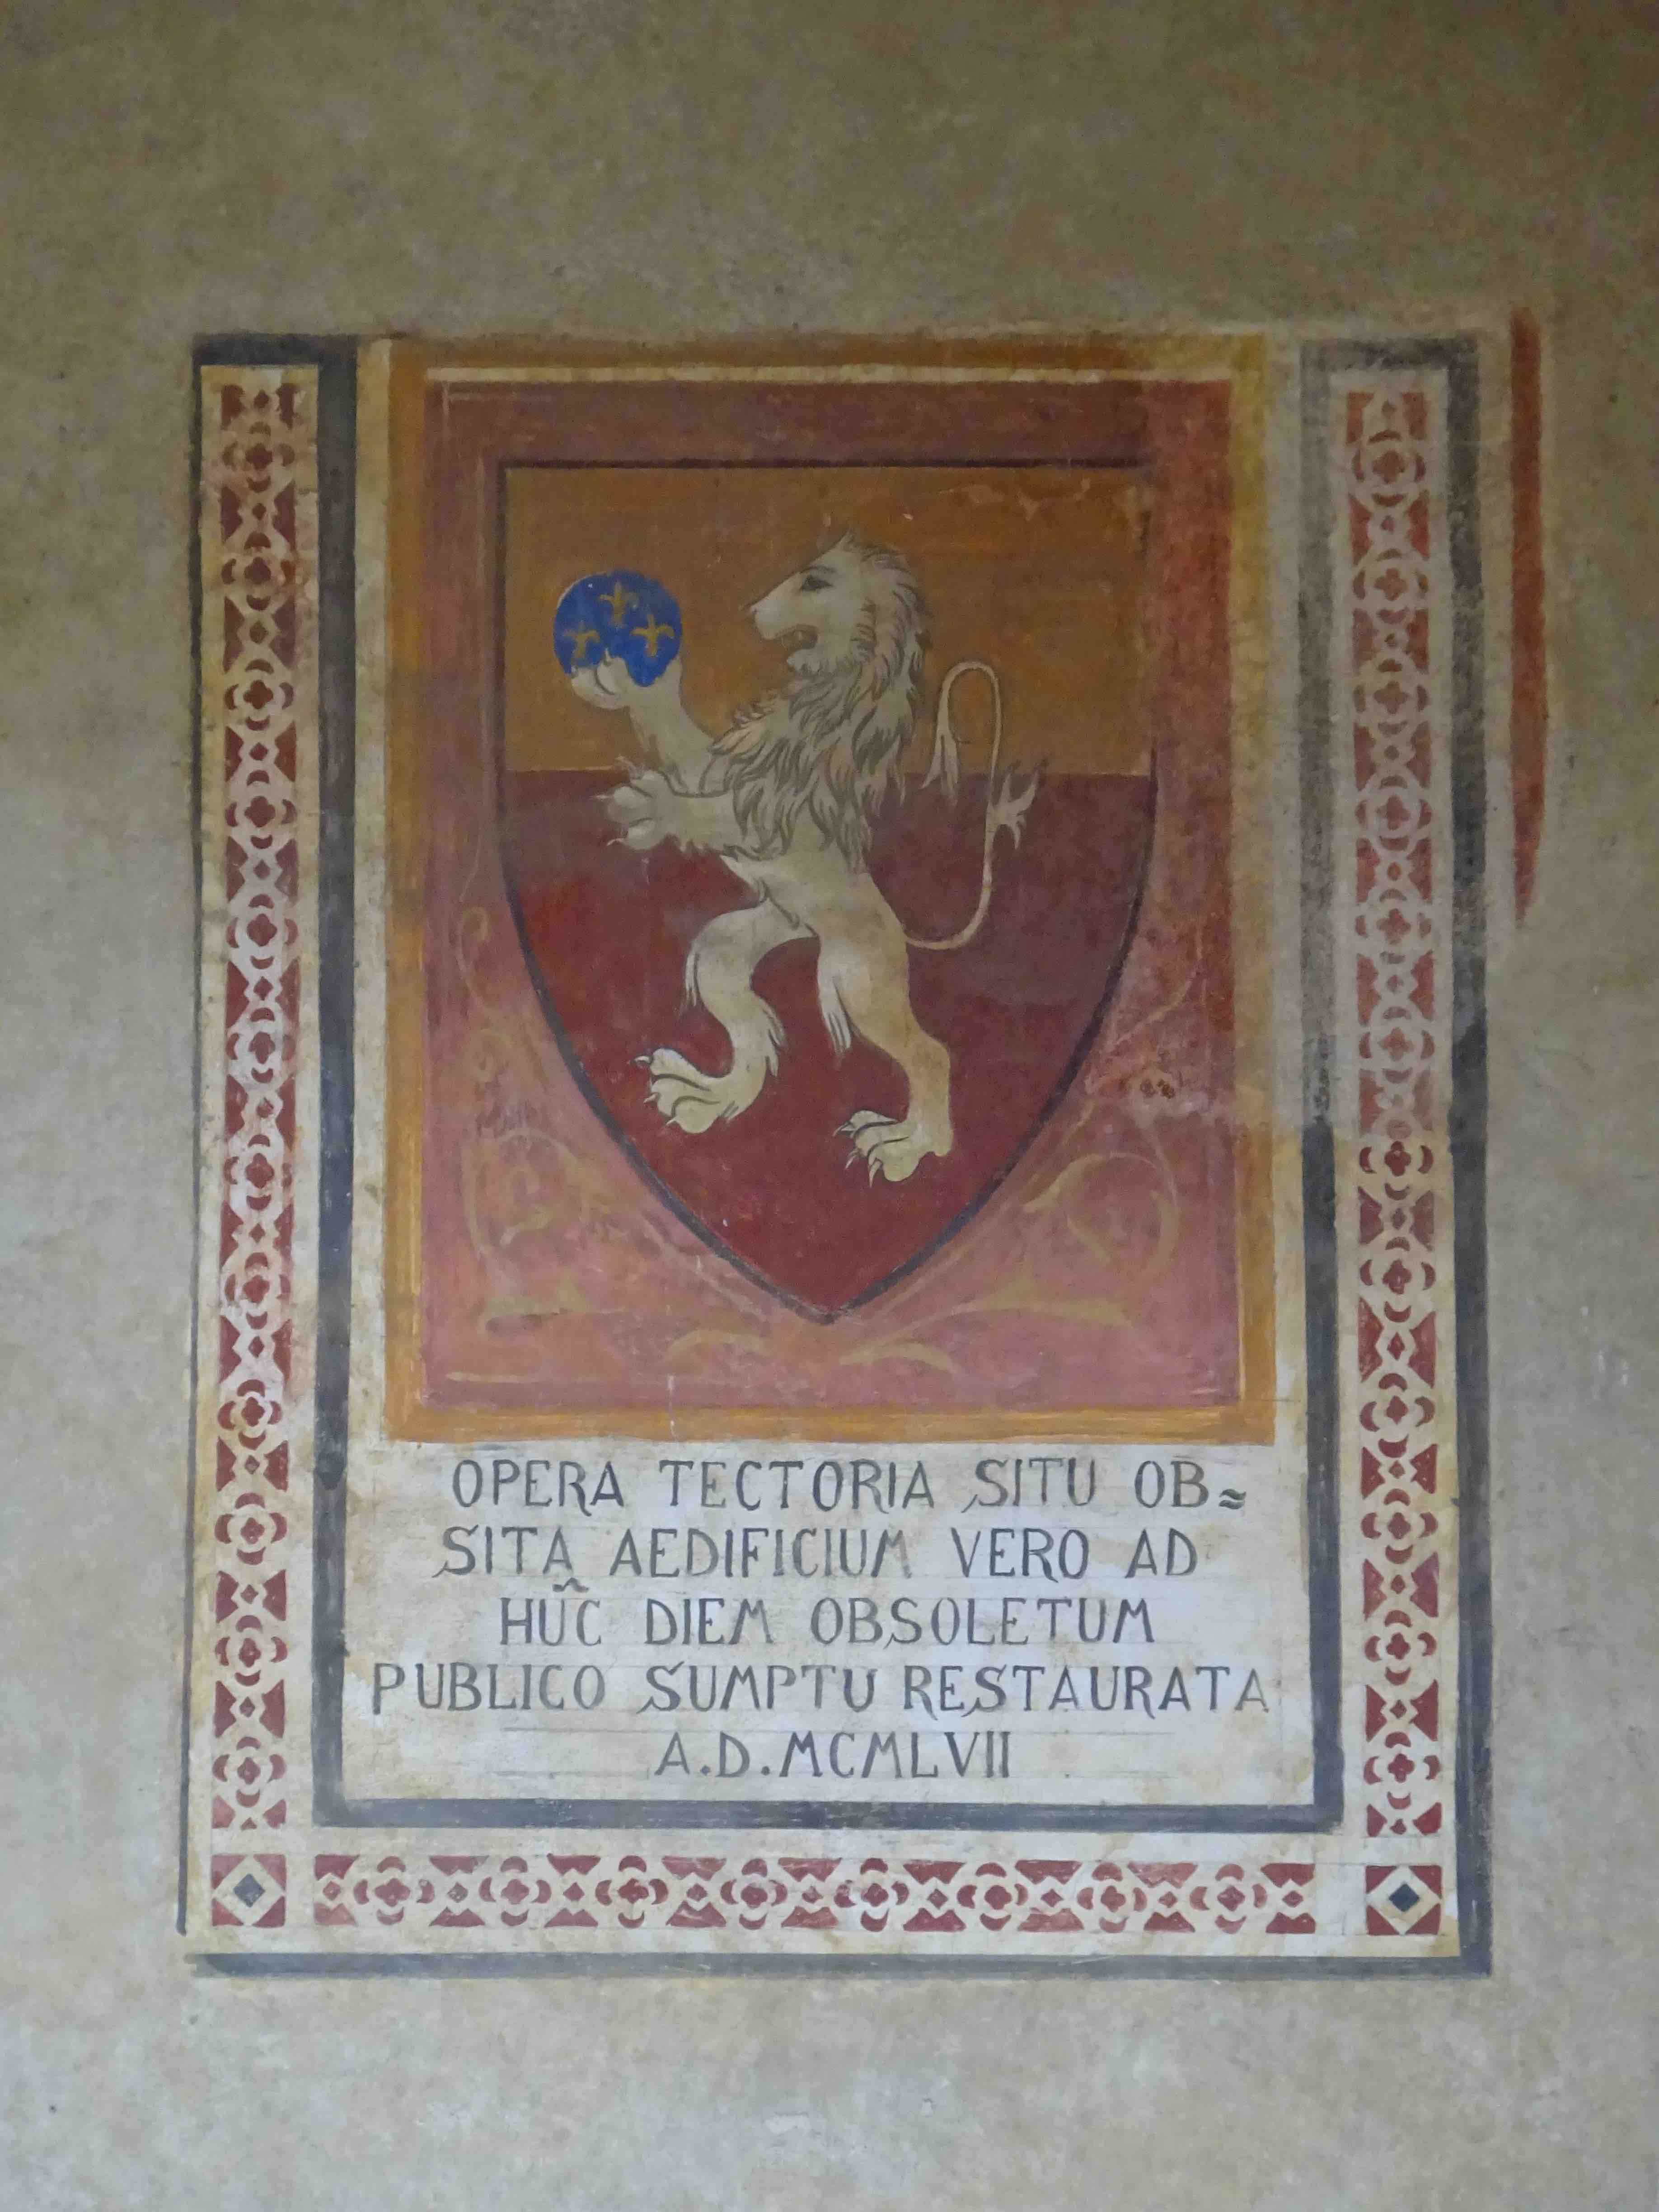 OPERA TECTORIA SITU OB≈
SITA AEDIFICIUM VERO AD
HUC̃ DIEM OBSOLETUM
PUBLICO SUMPTU RESTAURATA
A.D.MCMLVII